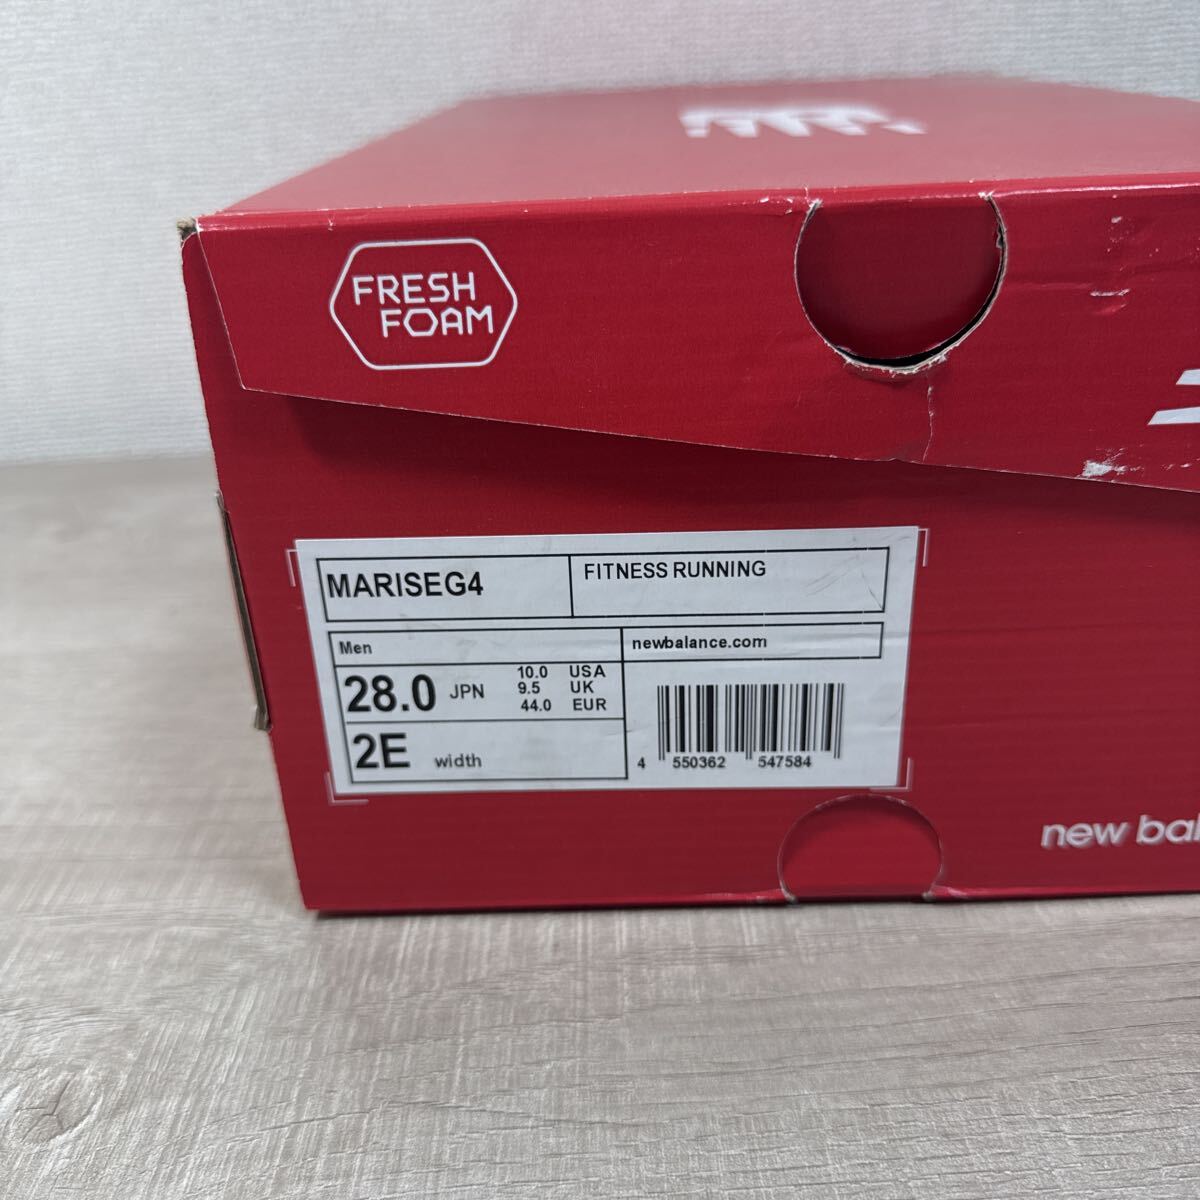 FRESH
FOAM
MARISEG4
FITNESS RUNNING
Men
newbalance.com
28.0 JPN
10.0 USA
9.5 UK
44.0 EUR
2E width
4 550362 547584
new bal